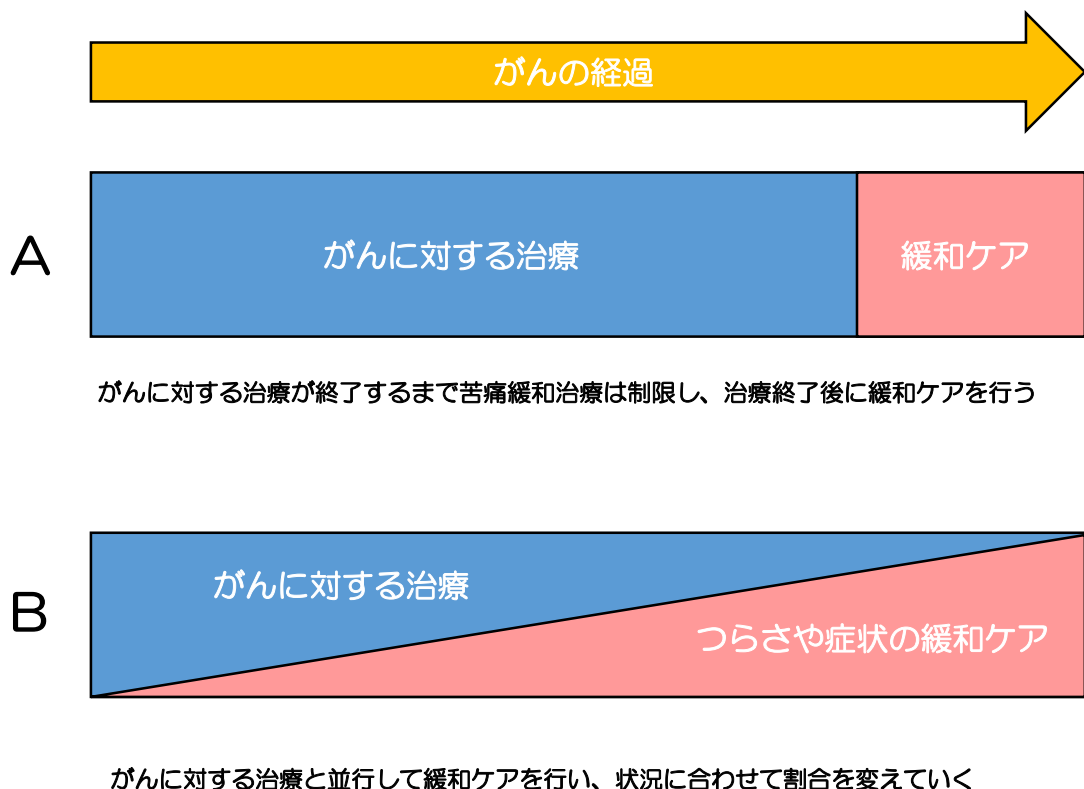 がんの経過
A
がんに対する治療
緩和ケア
がんに対する治療が終了するまで苦痛緩和治療は制限し、治療終了後に緩和ケアを行う
B
がんに対する治療
つらさや症状の緩和ケア
がんに対する治療と並行して緩和ケアを行い、状況に合わせて割合を変えていく